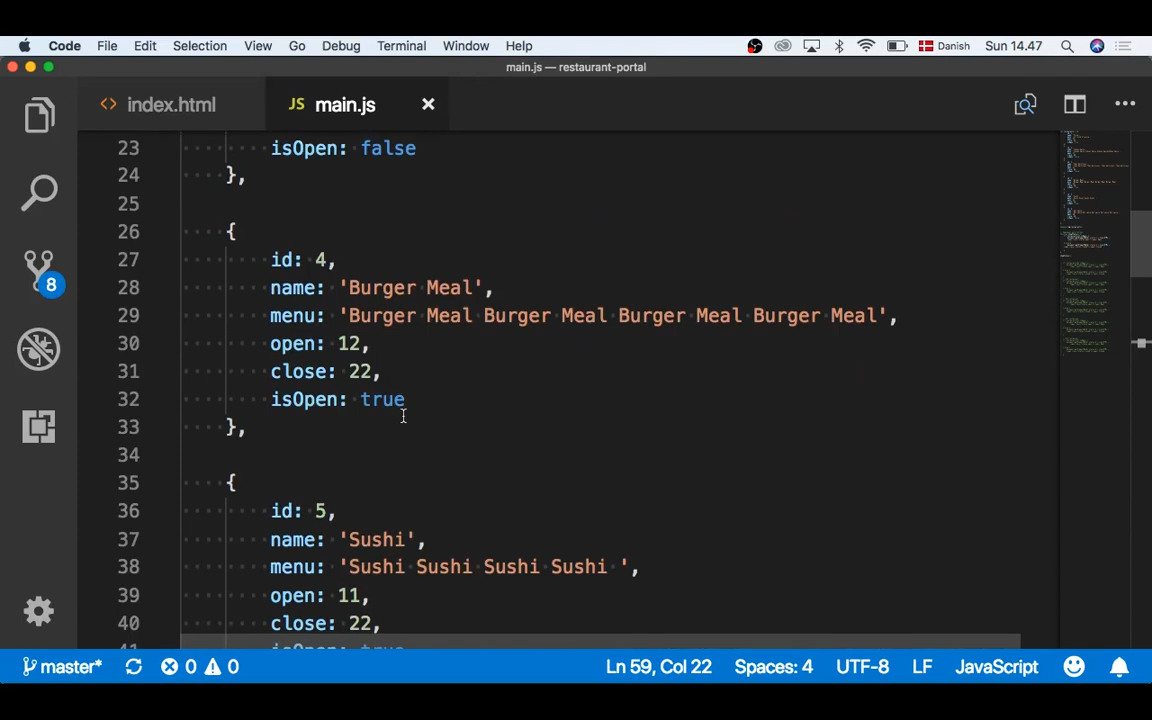 Code File Edit Selection View Go Debug Terminal Window Help Danish Sun 14.47
main.js — restaurant-portal
index.html JS main.js
23 isOpen: false
24 },
25
26 {
27 id: 4,
28 name: 'Burger Meal',
29 menu: 'Burger Meal Burger Meal Burger Meal Burger Meal',
30 open: 12,
31 close: 22,
32 isOpen: true
33 },
34
35 {
36 id: 5,
37 name: 'Sushi',
38 menu: 'Sushi Sushi Sushi Sushi ',
39 open: 11,
40 close: 22,
41 isOpen: true
8
master* 0 0 Ln 59, Col 22 Spaces: 4 UTF-8 LF JavaScript